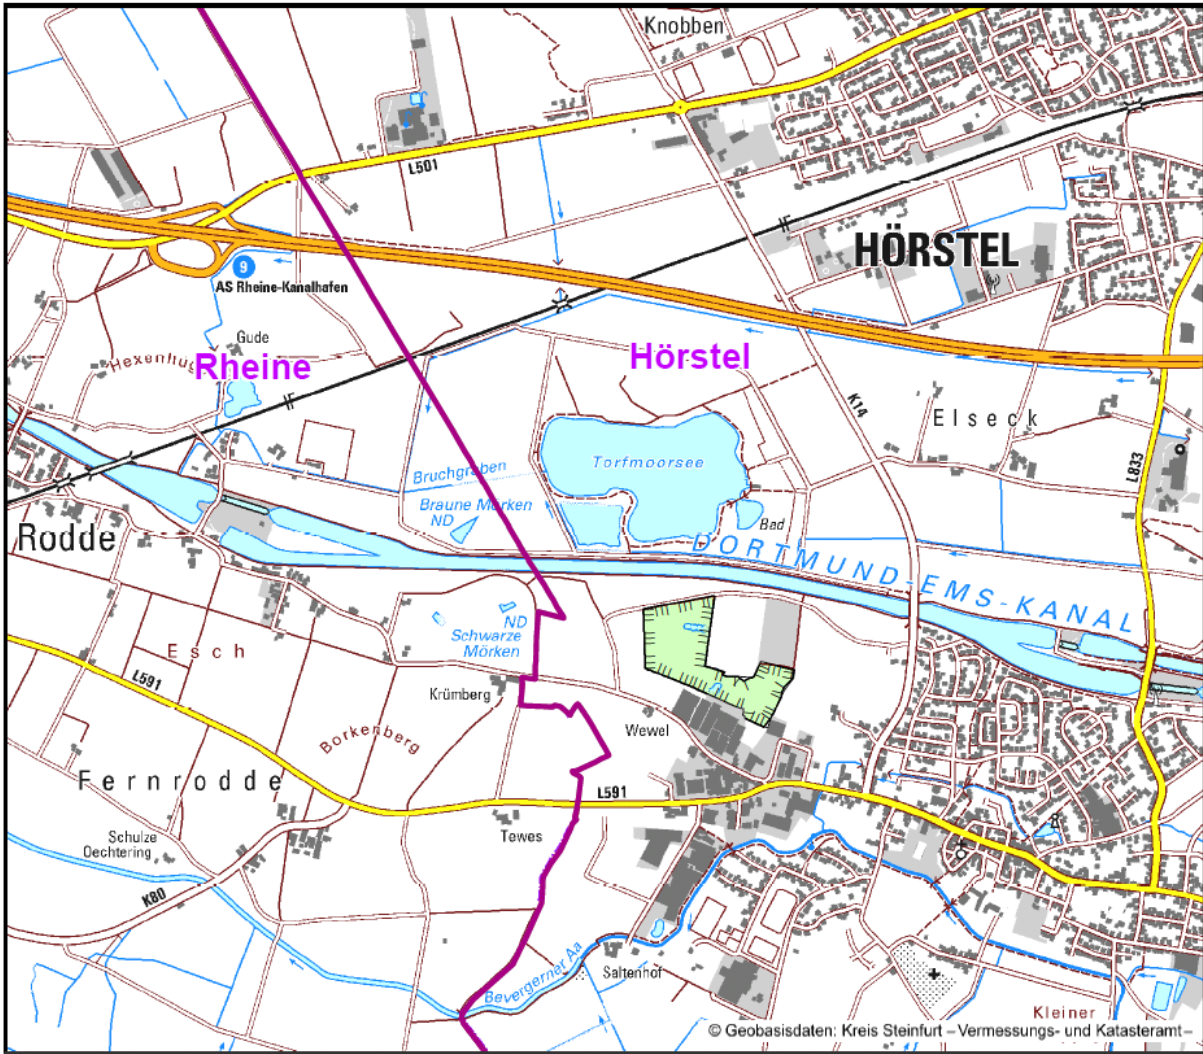 Knobben
L501
HÖRSTEL
9
AS Rheine-Kanalhafen
Gude
Hexenflug
Rheine
Hörstel
K14
Elseck
L833
Torfmoorsee
Bruchgraben
Braune Mörken
ND
Bad
Rodde
DORTMUND-EMS-KANAL
ND
Schwarze
Mörken
Esch
L591
Krümberg
Borkenberg
Wewel
Fernrodde
L591
Tewes
Schulze
Oechtering
K80
Bevergerner Aa
Saltenhof
Kleiner
© Geobasisdaten: Kreis Steinfurt – Vermessungs- und Katasteramt –